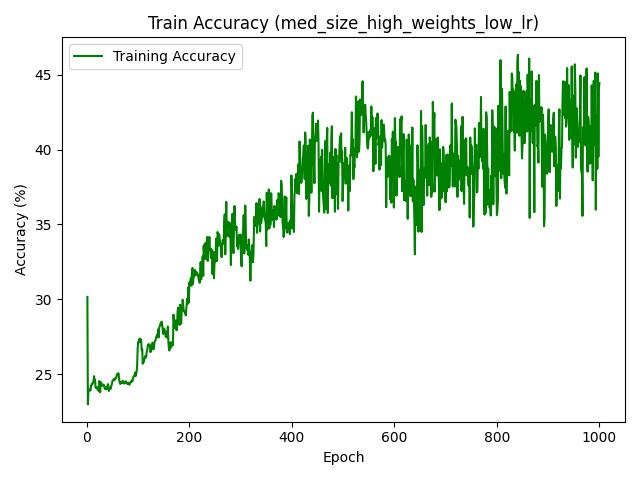 Train Accuracy (med_size_high_weights_low_lr)
Training Accuracy
45
40
35
30
25
Accuracy (%)
0 200 400 600 800 1000
Epoch